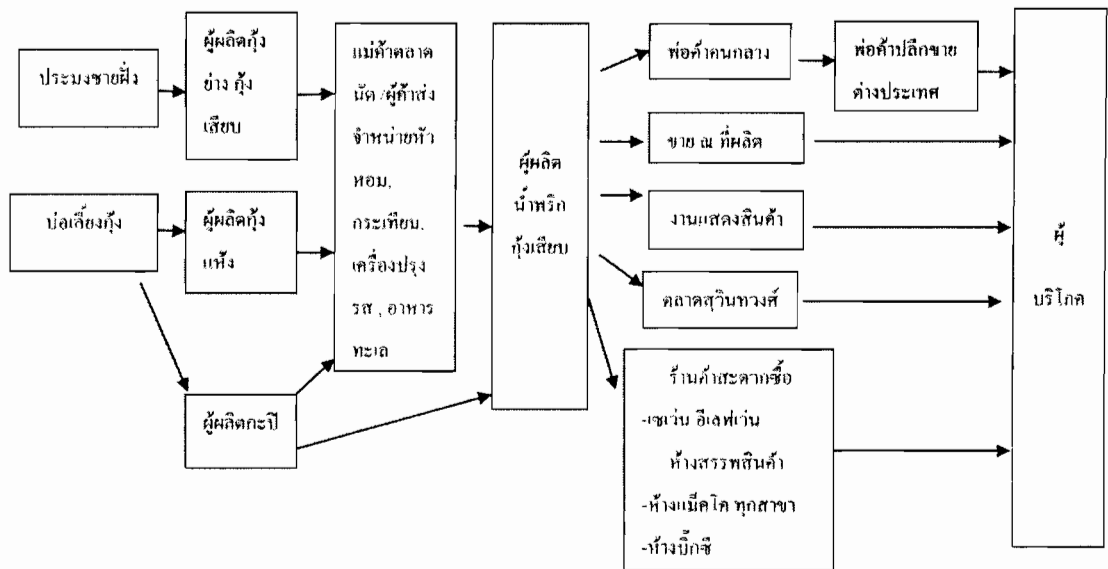 ประมงชายฝั่ง
บ่อเลี้ยงกุ้ง
ผู้ผลิตกุ้ง
ย่าง กุ้ง
เสียบ
ผู้ผลิตกุ้ง
แห้ง
ผู้ผลิตกะปิ
แม่ค้าตลาด
นัด /ผู้ค้าส่ง
จำหน่ายหัว
หอม,
กระเทียม,
เครื่องปรุง
รส , อาหาร
ทะเล
ผู้ผลิต
น้ำพริก
กุ้งเสียบ
พ่อค้าคนกลาง
พ่อค้าปลีกขาย
ต่างประเทศ
ขาย ณ ที่ผลิต
งานแสดงสินค้า
ตลาดสุวินทวงศ์
ร้านค้าสะดวกซื้อ
-เซเว่น อีเลฟเว่น
ห้างสรรพสินค้า
-ห้างแม็คโค ทุกสาขา
-ห้างบิ๊กซี
ผู้
บริโภค